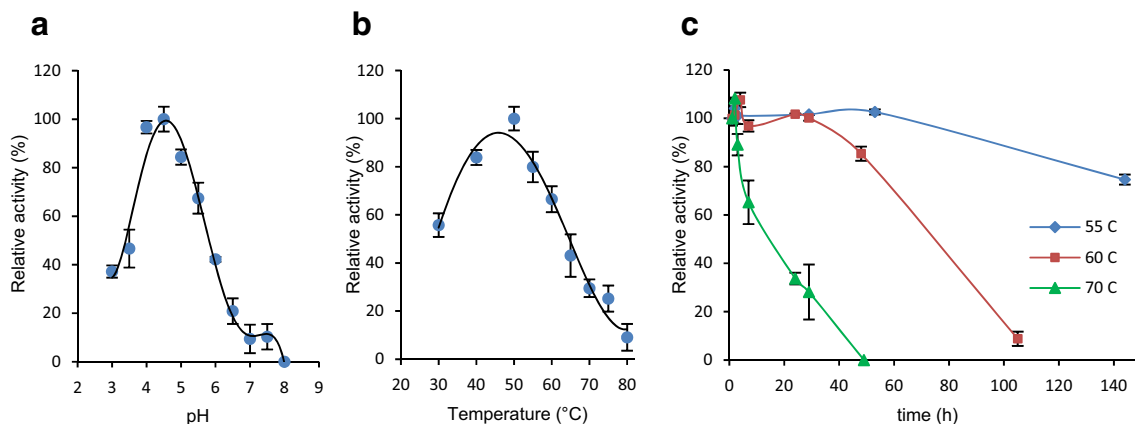 a
b
c
Relative activity (%)
120
100
80
60
40
20
0
2 3 4 5 6 7 8 9
pH
Relative activity (%)
120
100
80
60
40
20
0
20 30 40 50 60 70 80
Temperature (°C)
Relative activity (%)
120
100
80
60
40
20
0
0 20 40 60 80 100 120 140
time (h)
55 C
60 C
70 C